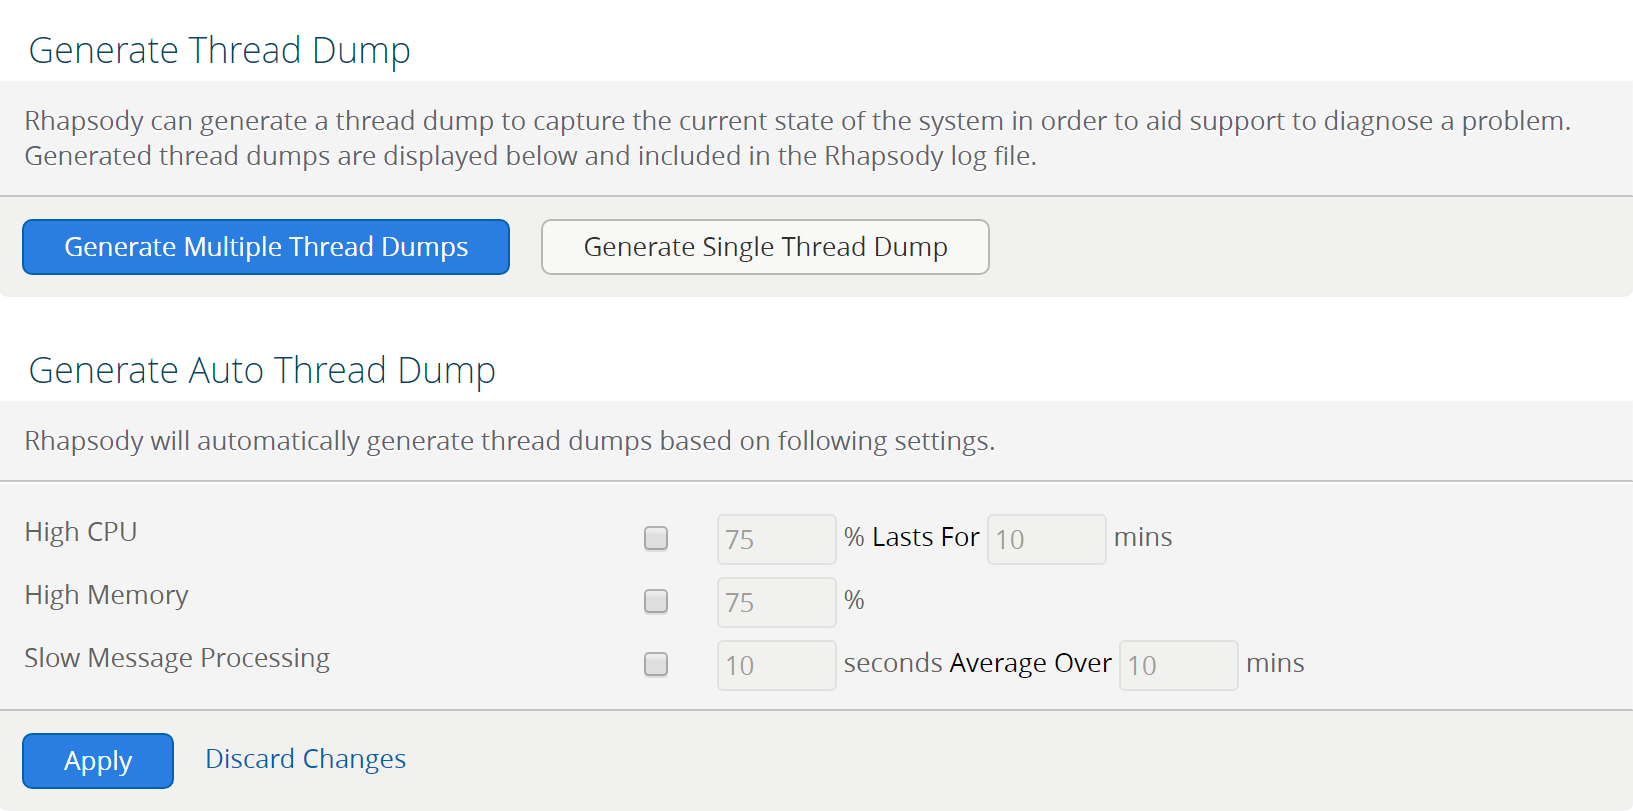 Generate Thread Dump
Rhapsody can generate a thread dump to capture the current state of the system in order to aid support to diagnose a problem.
Generated thread dumps are displayed below and included in the Rhapsody log file.
Generate Multiple Thread Dumps Generate Single Thread Dump
Generate Auto Thread Dump
Rhapsody will automatically generate thread dumps based on following settings.
High CPU 75 % Lasts For 10 mins
High Memory 75 %
Slow Message Processing 10 seconds Average Over 10 mins
Apply Discard Changes